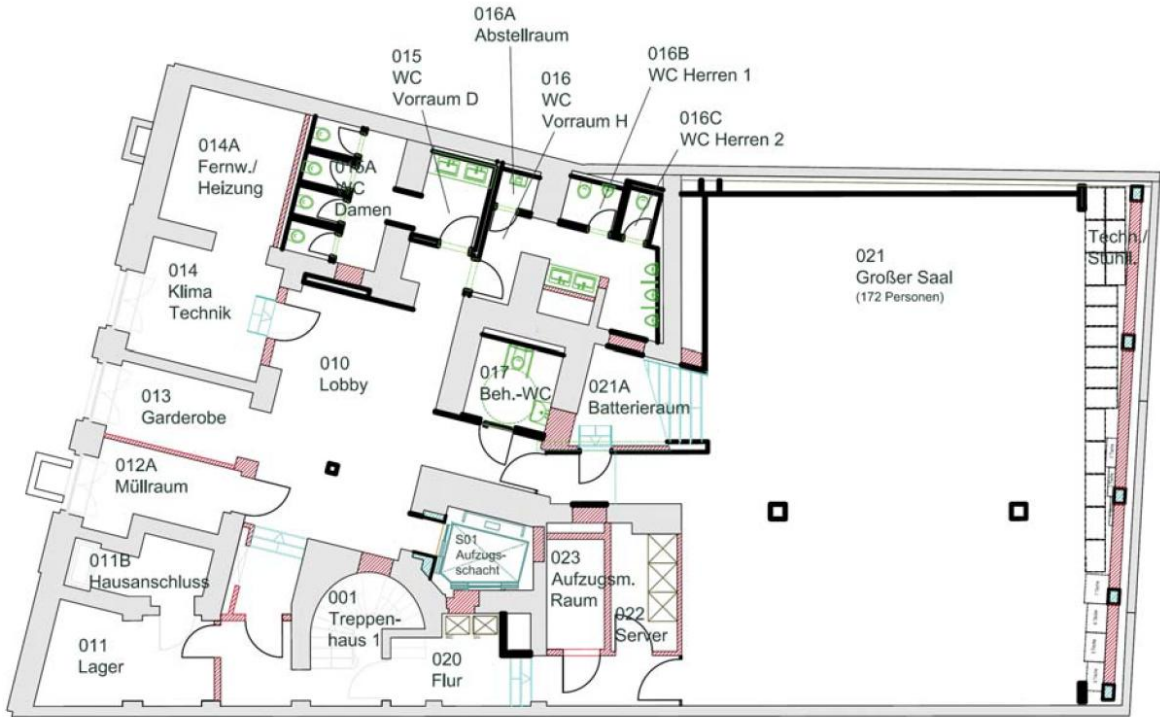 016A
Abstellraum
015
WC
Vorraum D
016
WC
Vorraum H
016B
WC Herren 1
016C
WC Herren 2
014A
Fernw./
Heizung
015A
WC
Damen
014
Klima
Technik
010
Lobby
013
Garderobe
012A
Müllraum
011B
Hausanschluss
011
Lager
001
Treppen-
haus 1
020
Flur
S01
Aufzugs-
schacht
017
Beh.-WC
021A
Batterieraum
023
Aufzugsm.
Raum
022
Server
021
Großer Saal
(172 Personen)
Techn./
Stuhll.